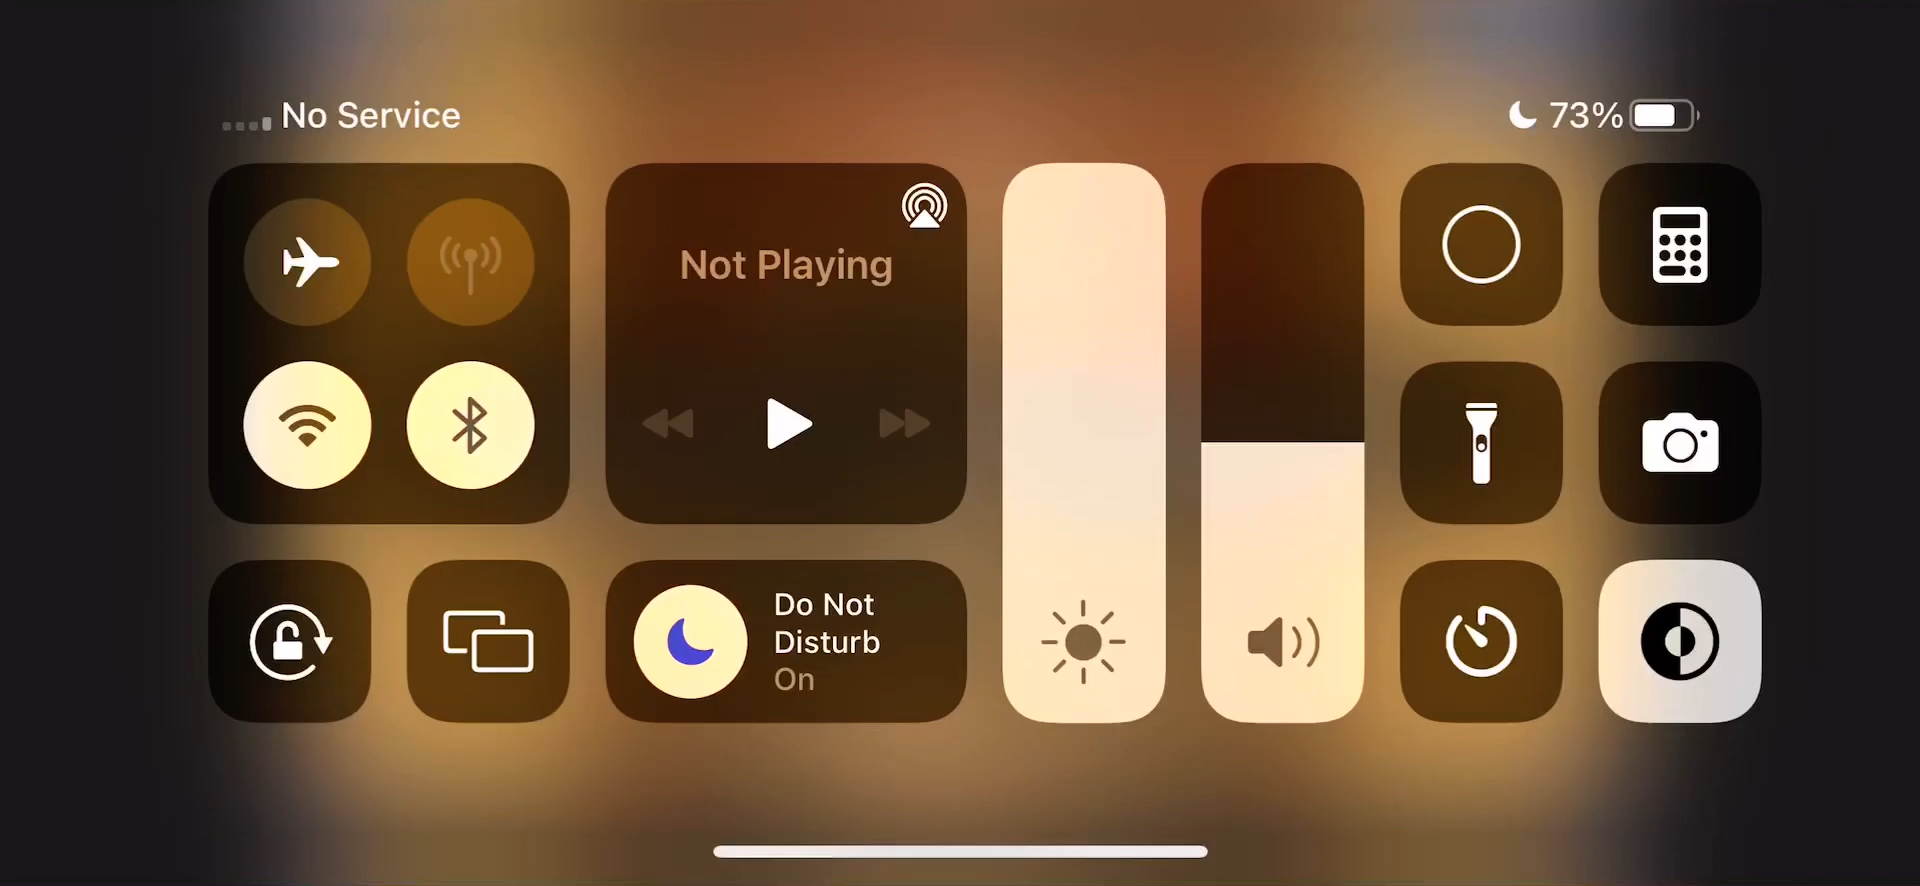 No Service
73%
Not Playing
Do Not
Disturb
On